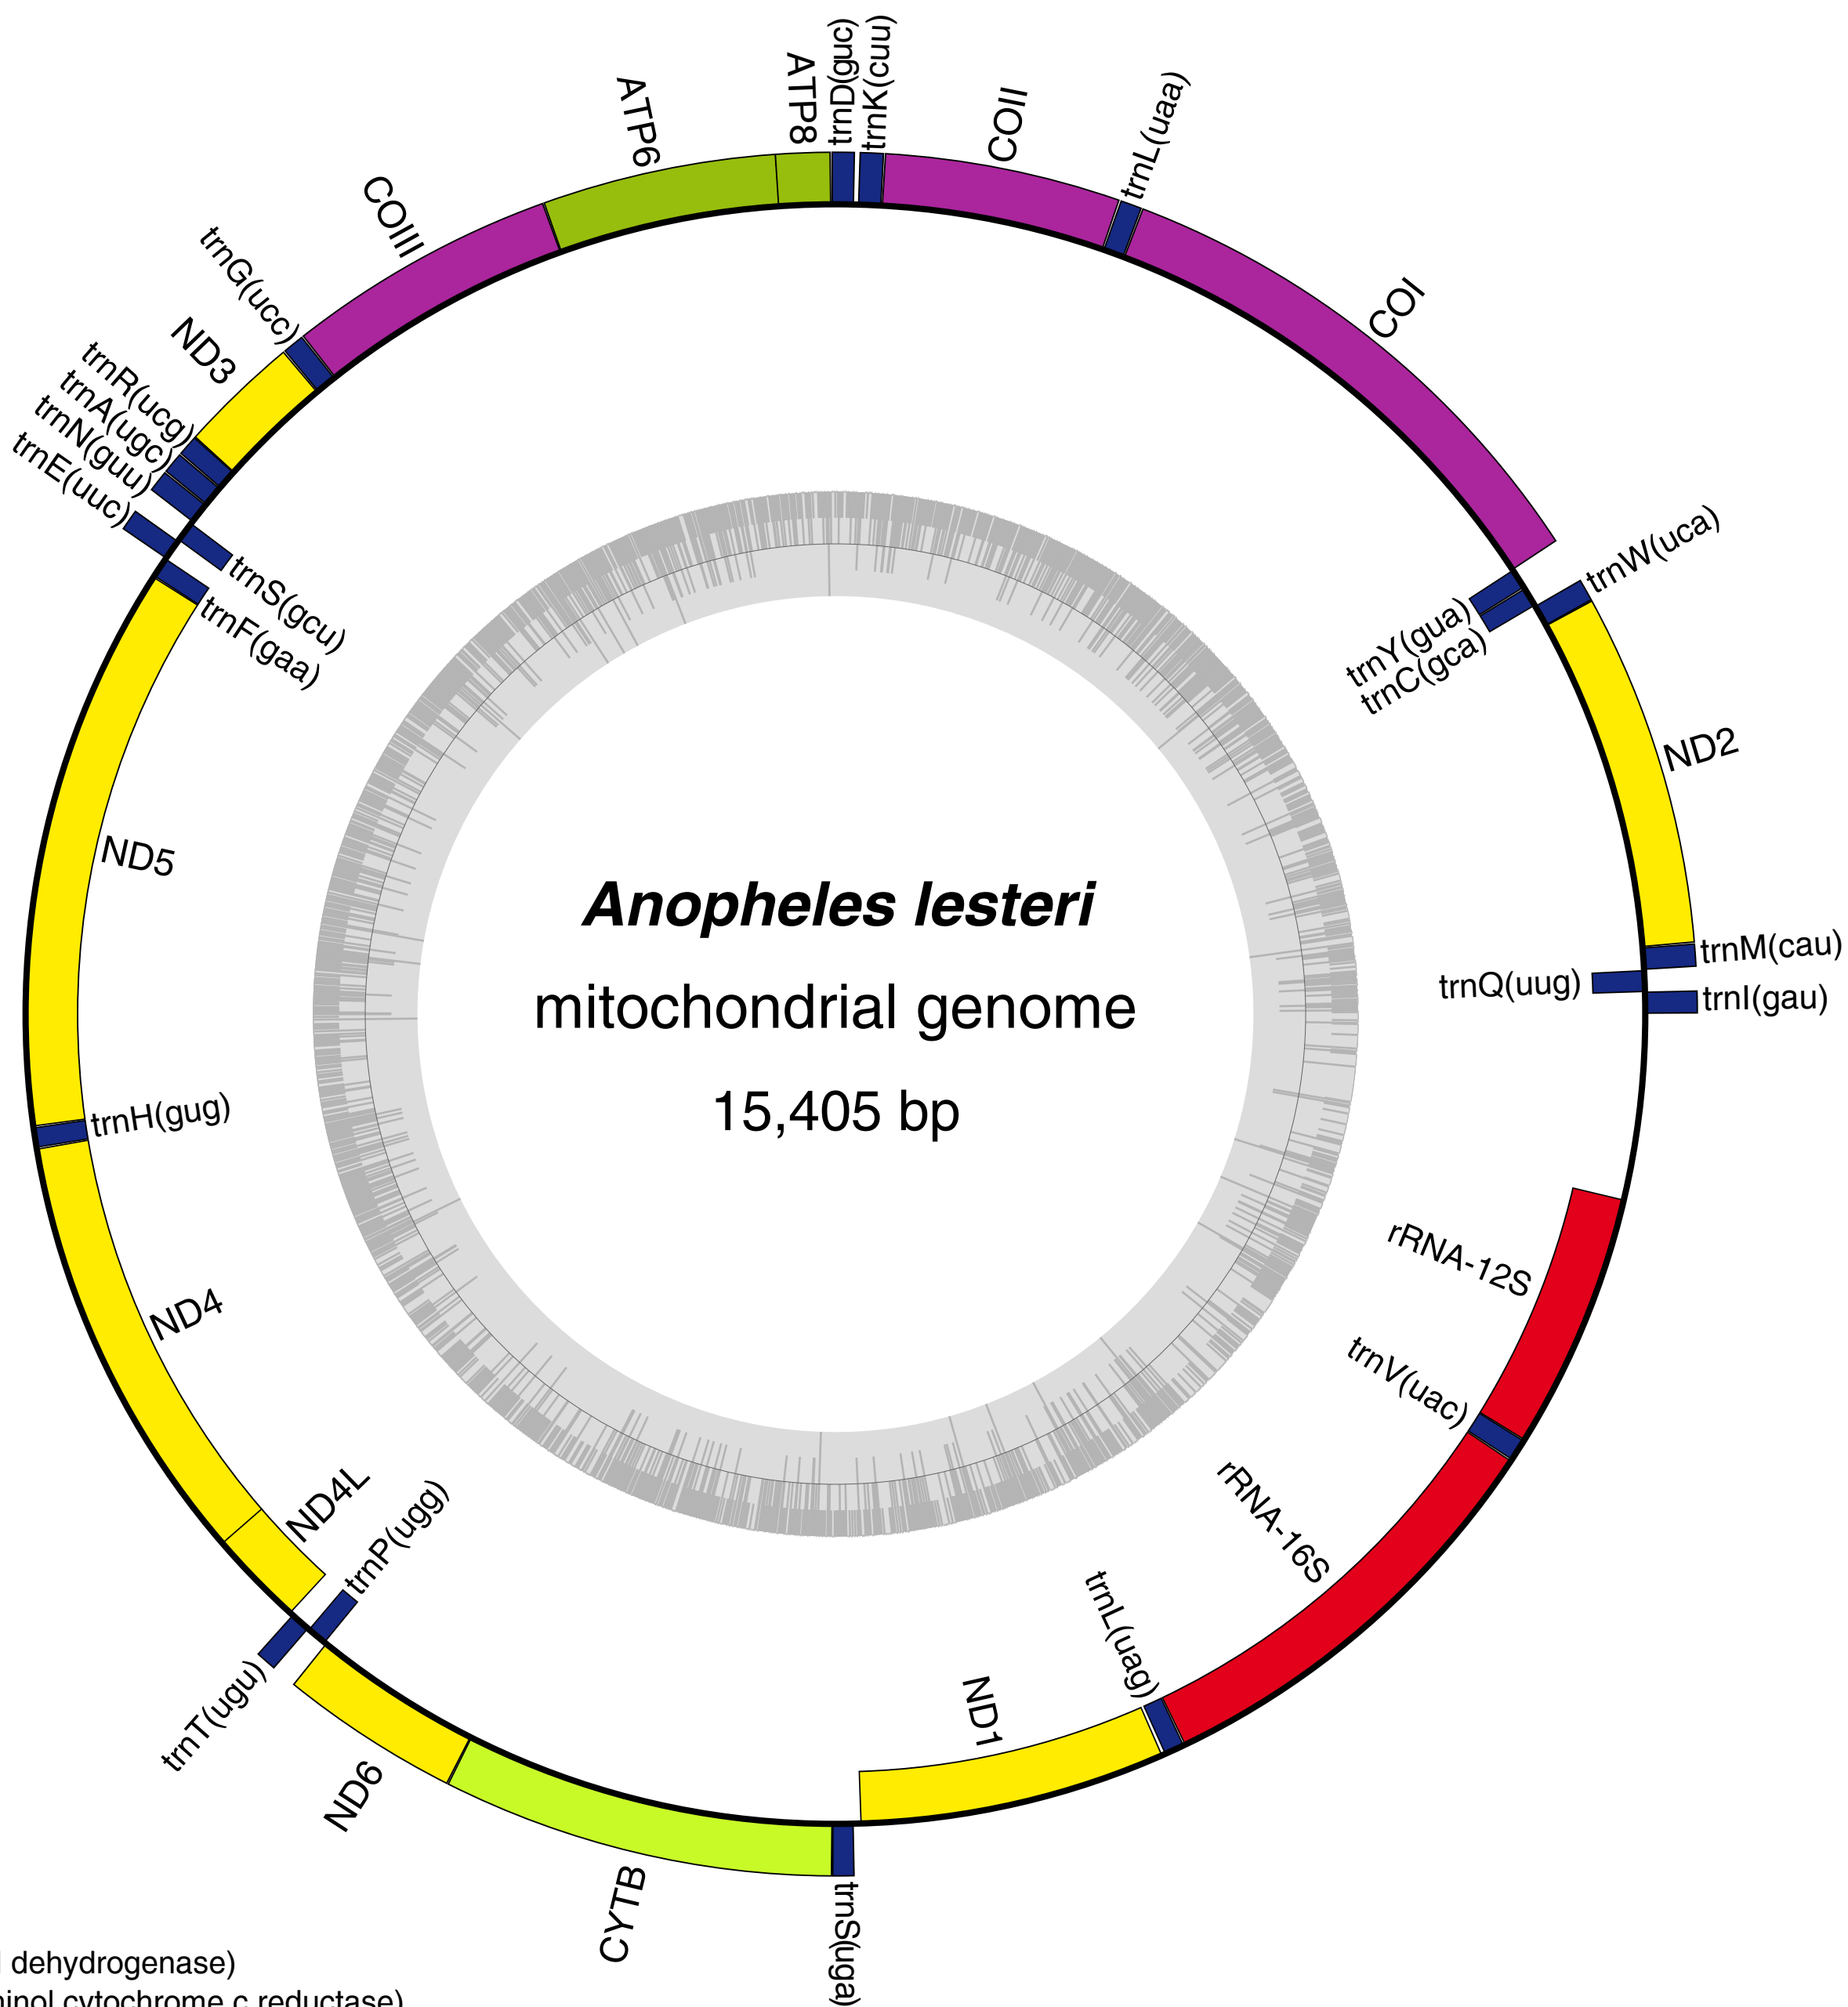 trnD(guc)
trnK(cuu)
COII
trnL(uaa)
COI
trnW(uca)
trnY(gua)
trnC(gca)
ND2
trnM(cau)
trnQ(uug)
trnI(gau)
rRNA-12S
trnV(uac)
rRNA-16S
trnL(uag)
ND1
trnS(uga)
CYTB
ND6
trnT(ugu)
trnP(ugg)
ND4L
ND4
trnH(gug)
ND5
trnF(gaa)
trnS(gcu)
trnE(uuc)
trnN(guu)
trnA(ugc)
trnR(ucg)
ND3
trnG(ucc)
COIII
ATP6
ATP8
Anopheles lesteri
mitochondrial genome
15,405 bp
dehydrogenase)
cytochrome c reductase)